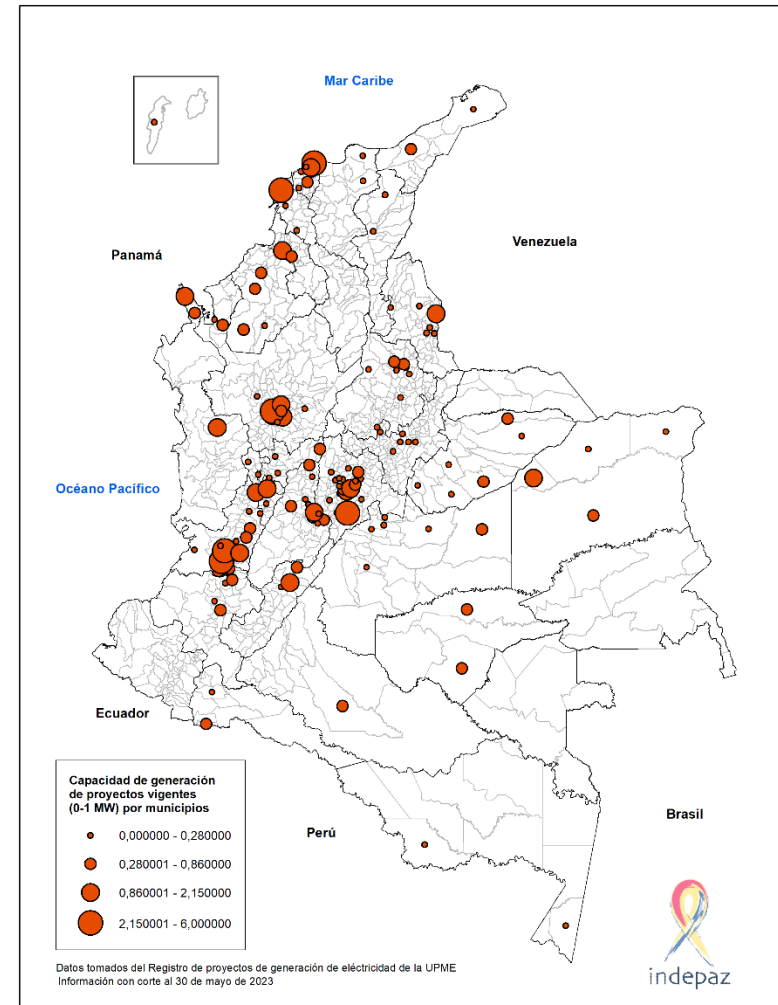 Mar Caribe
Panamá
Venezuela
Océano Pacífico
Ecuador
Perú
Brasil
Capacidad de generación
de proyectos vigentes
(0-1 MW) por municipios
0,000000 - 0,280000
0,280001 - 0,860000
0,860001 - 2,150000
2,150001 - 6,000000
Datos tomados del Registro de proyectos de generación de eléctricidad de la UPME
Información con corte al 30 de mayo de 2023
indepaz